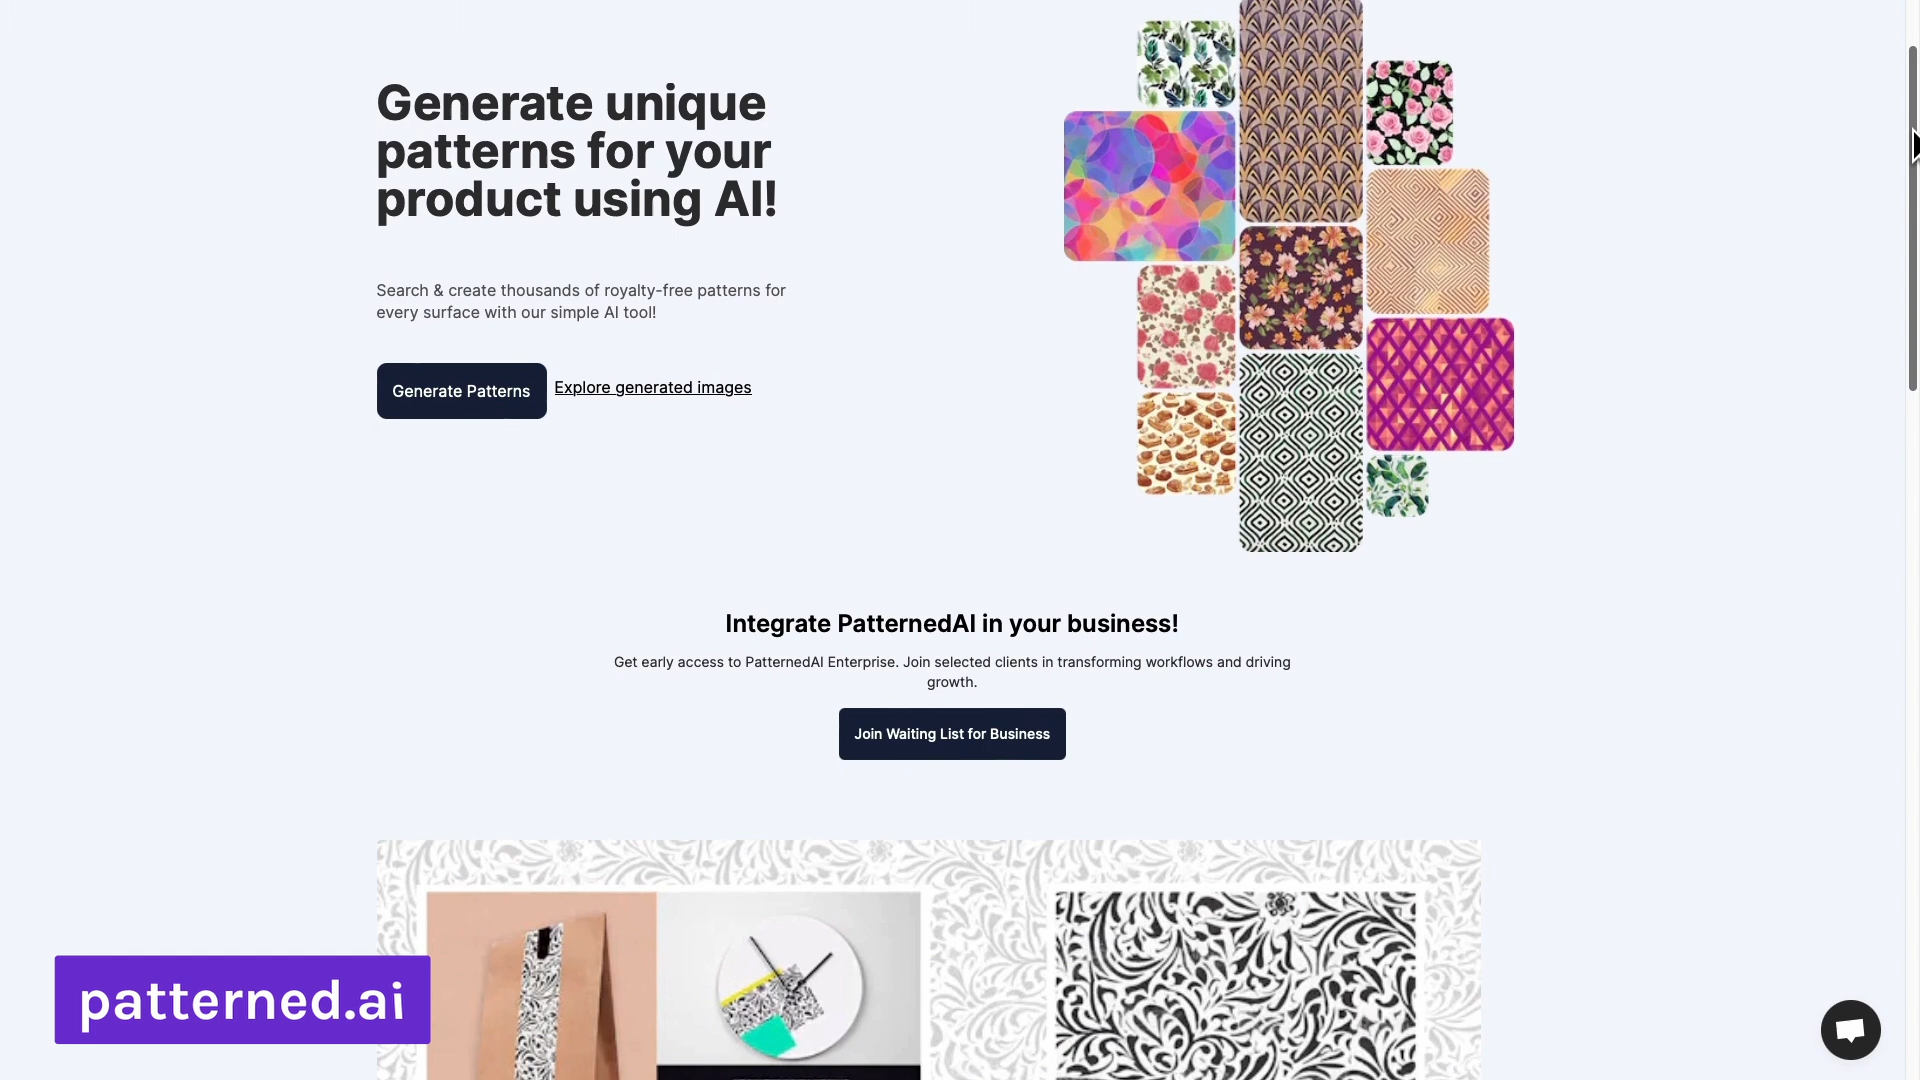 Generate unique
patterns for your
product using AI!
Search & create thousands of royalty-free patterns for
every surface with our simple AI tool!
Generate Patterns
Explore generated images
Integrate PatternedAI in your business!
Get early access to PatternedAI Enterprise. Join selected clients in transforming workflows and driving
growth.
Join Waiting List for Business
patterned.ai